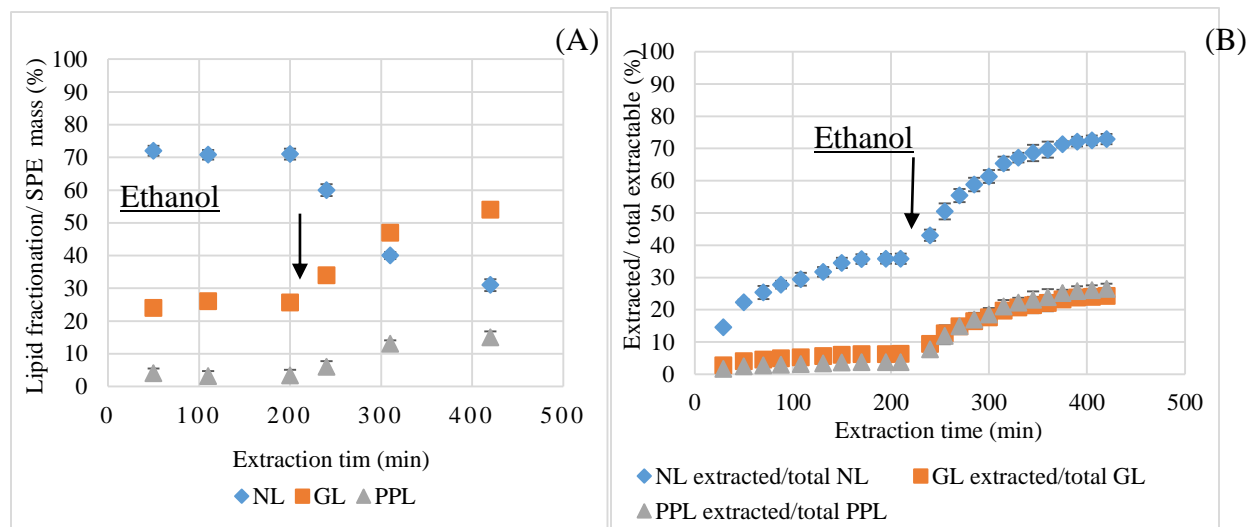 (A)
Lipid fractionation/ SPE mass (%)
100
90
80
70
60
50
40
30
20
10
0
Ethanol
0 100 200 300 400 500
Extraction tim (min)
NL GL PPL
(B)
Extracted/ total extractable (%)
100
90
80
70
60
50
40
30
20
10
0
Ethanol
0 100 200 300 400 500
Extraction time (min)
NL extracted/total NL GL extracted/total GL
PPL extracted/total PPL